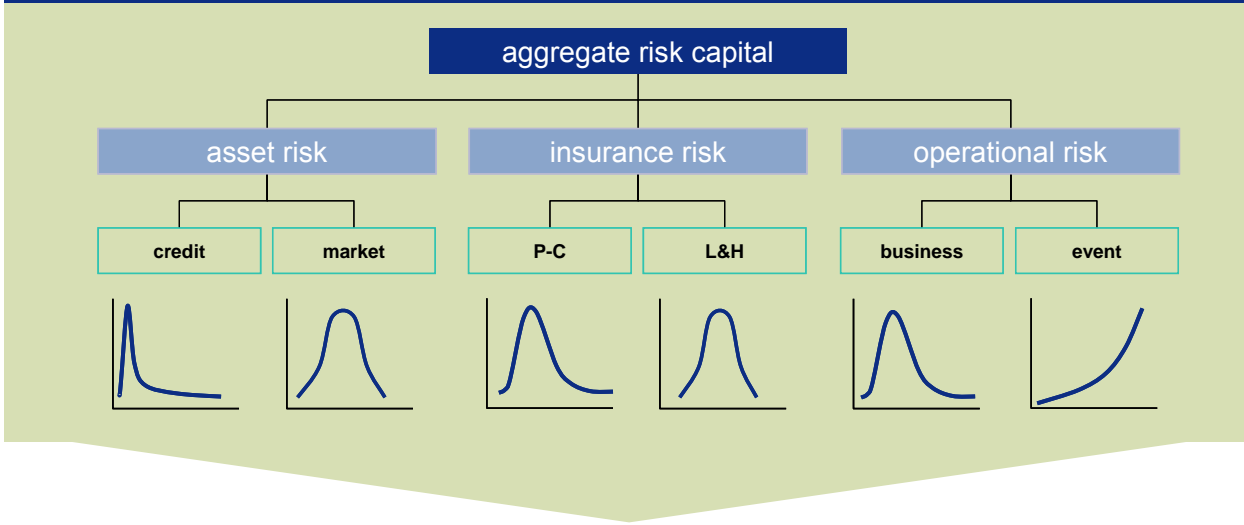 aggregate risk capital
asset risk
insurance risk
operational risk
credit
market
P-C
L&H
business
event